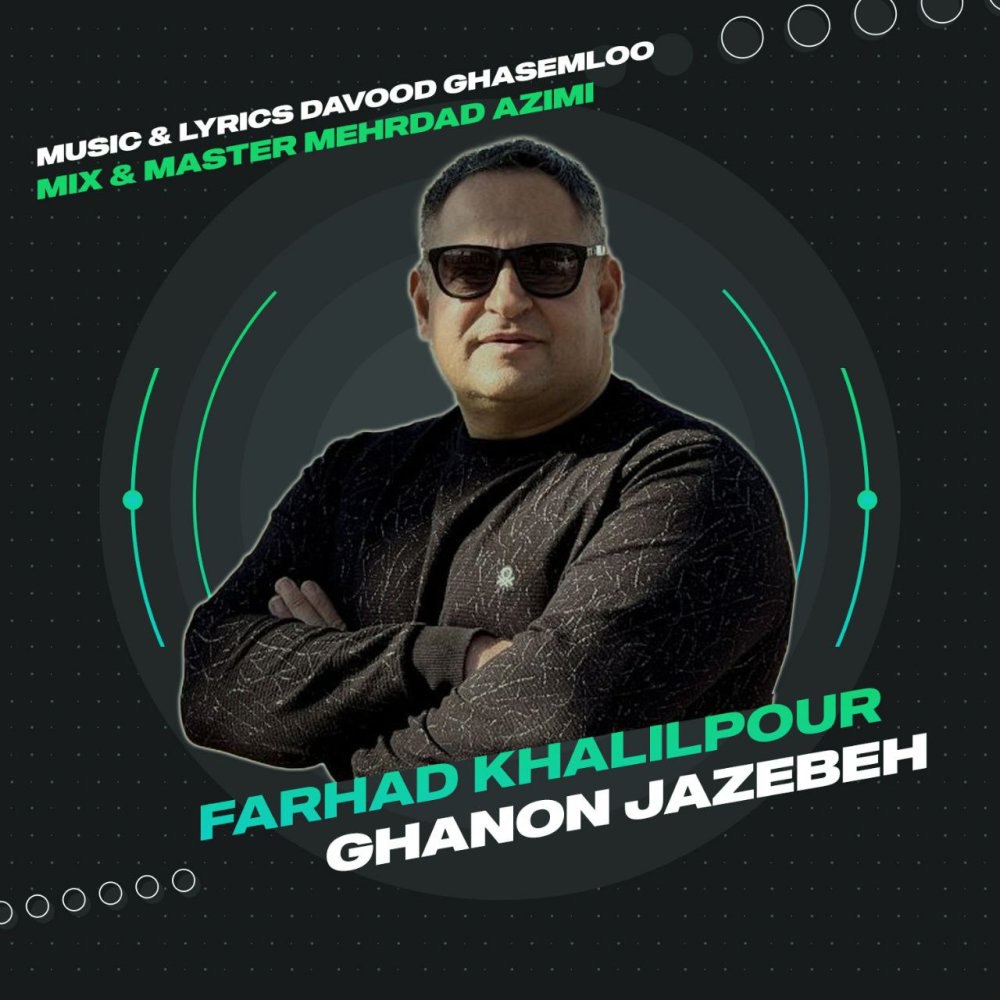 MUSIC & LYRICS DAVOOD GHASEMLOO
MIX & MASTER MEHRDAD AZIMI
FARHAD KHALILPOUR
GHANON JAZEBEH